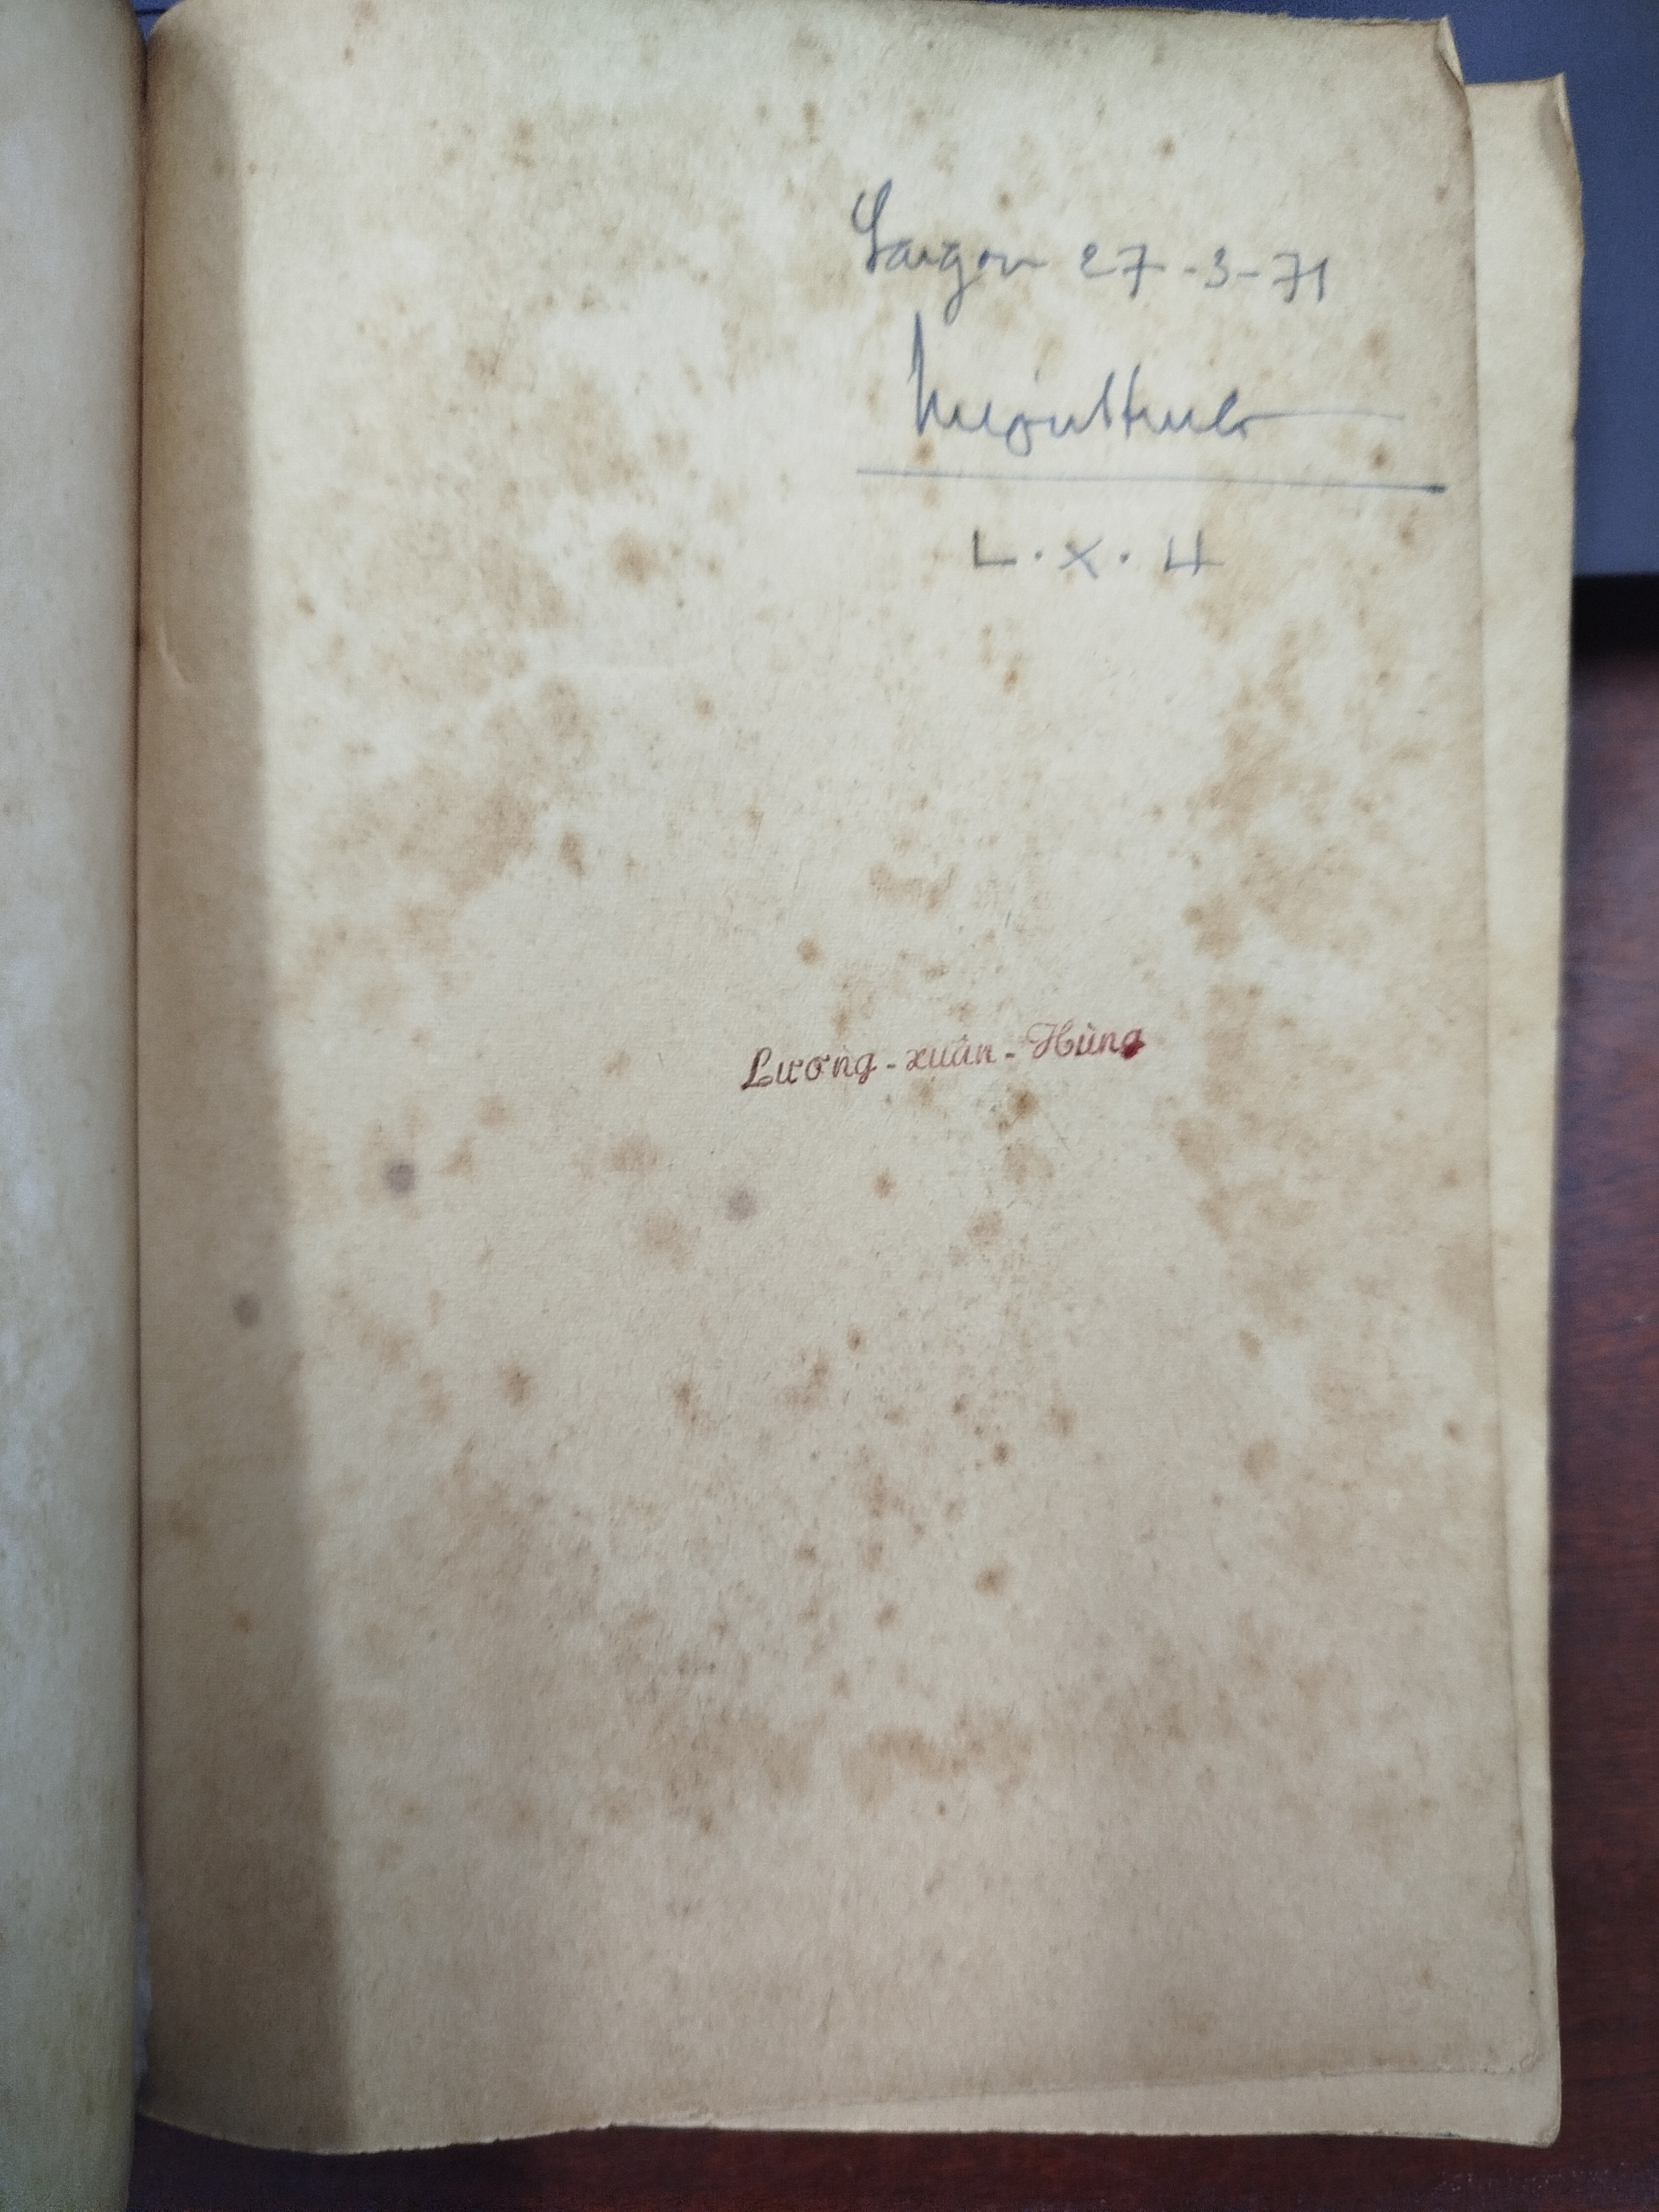 Saigon 27-3-71
L.X.H
Lương-xuân-Hùng